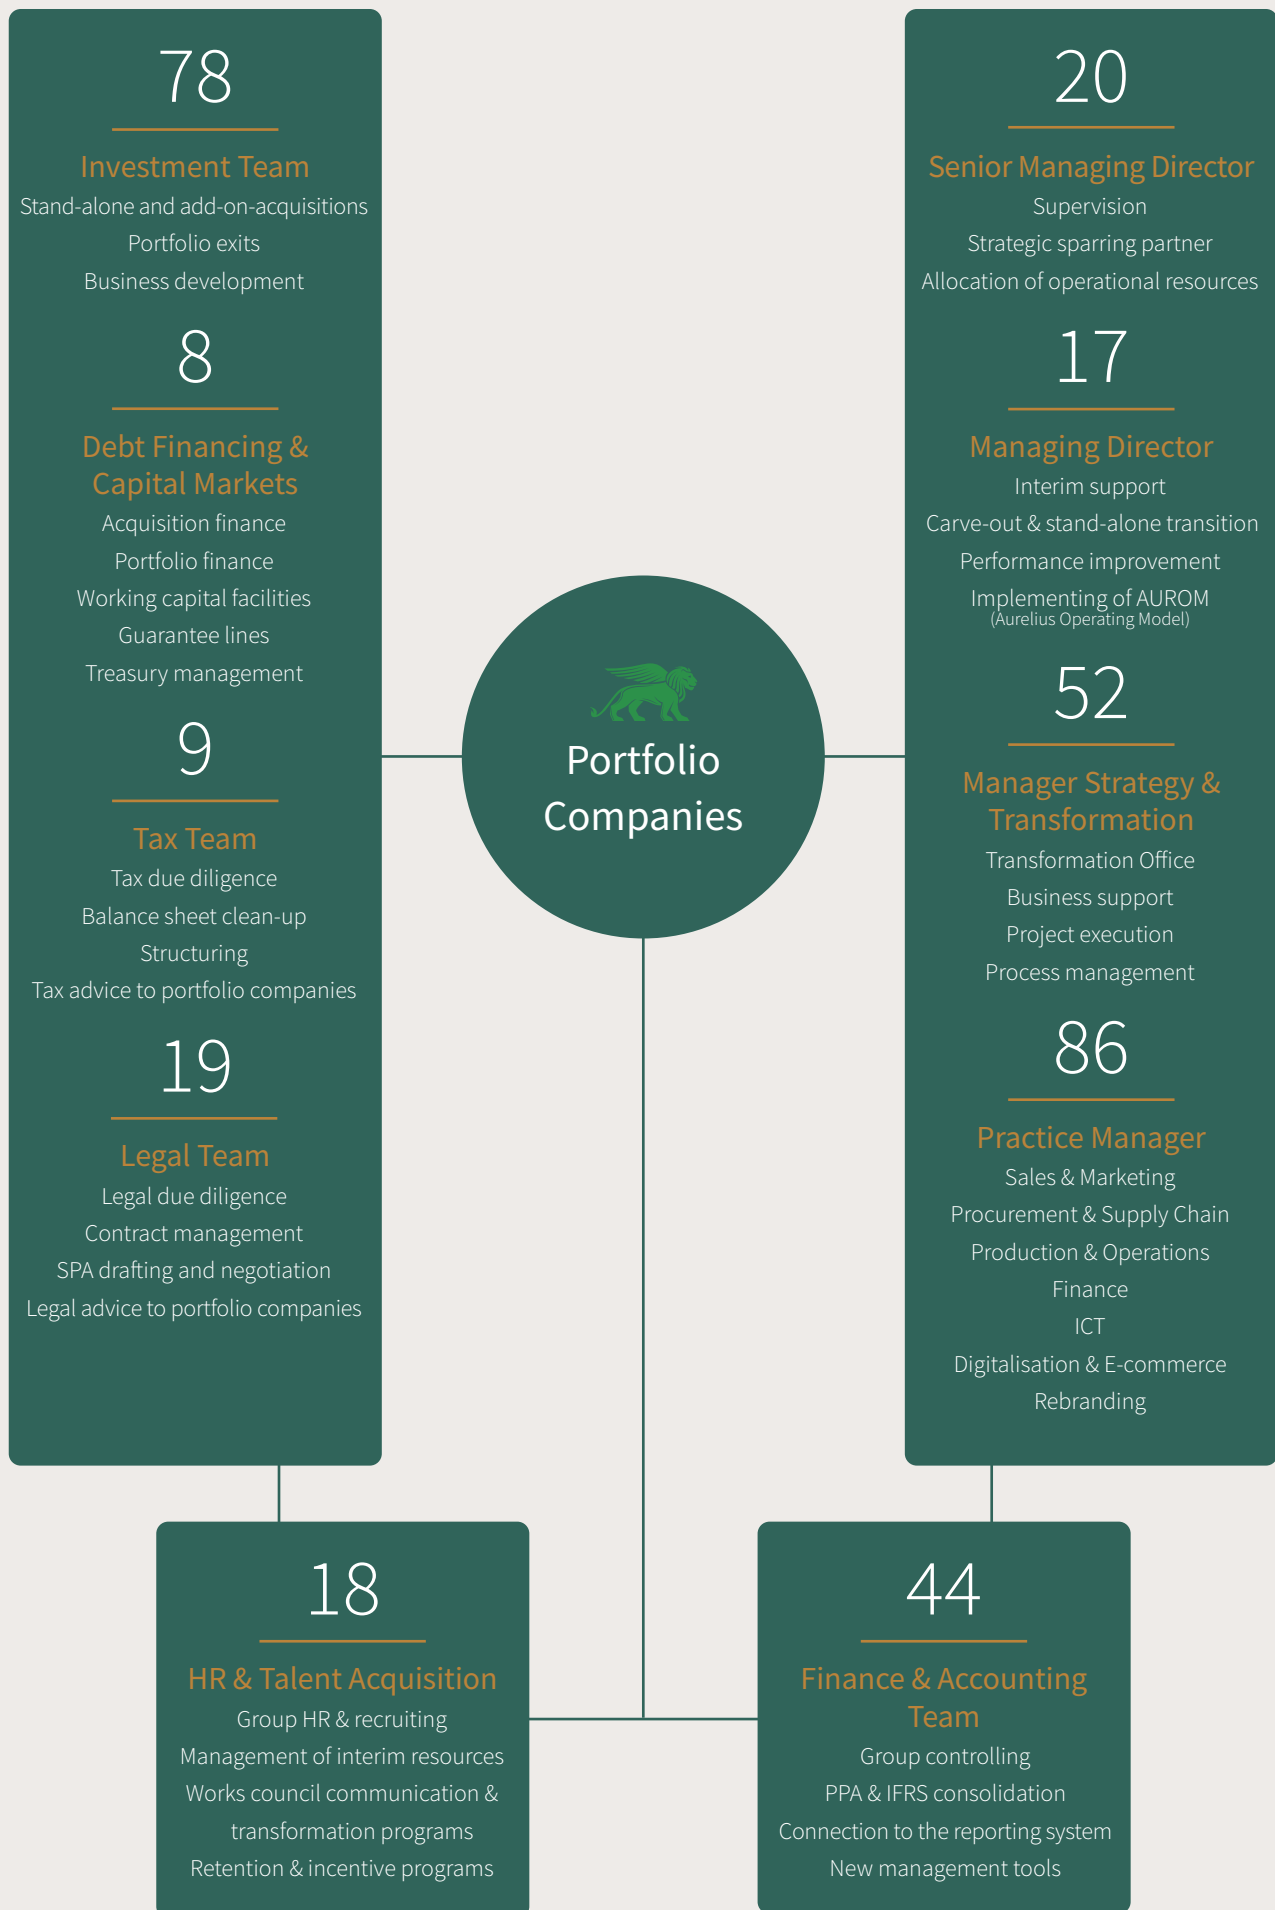 78
Investment Team
Stand-alone and add-on-acquisitions
Portfolio exits
Business development
8
Debt Financing &
Capital Markets
Acquisition finance
Portfolio finance
Working capital facilities
Guarantee lines
Treasury management
9
Tax Team
Tax due diligence
Balance sheet clean-up
Structuring
Tax advice to portfolio companies
19
Legal Team
Legal due diligence
Contract management
SPA drafting and negotiation
Legal advice to portfolio companies
Portfolio
Companies
20
Senior Managing Director
Supervision
Strategic sparring partner
Allocation of operational resources
17
Managing Director
Interim support
Carve-out & stand-alone transition
Performance improvement
Implementing of AUROM
(Aurelius Operating Model)
52
Manager Strategy &
Transformation
Transformation Office
Business support
Project execution
Process management
86
Practice Manager
Sales & Marketing
Procurement & Supply Chain
Production & Operations
Finance
ICT
Digitalisation & E-commerce
Rebranding
18
HR & Talent Acquisition
Group HR & recruiting
Management of interim resources
Works council communication &
transformation programs
Retention & incentive programs
44
Finance & Accounting
Team
Group controlling
PPA & IFRS consolidation
Connection to the reporting system
New management tools